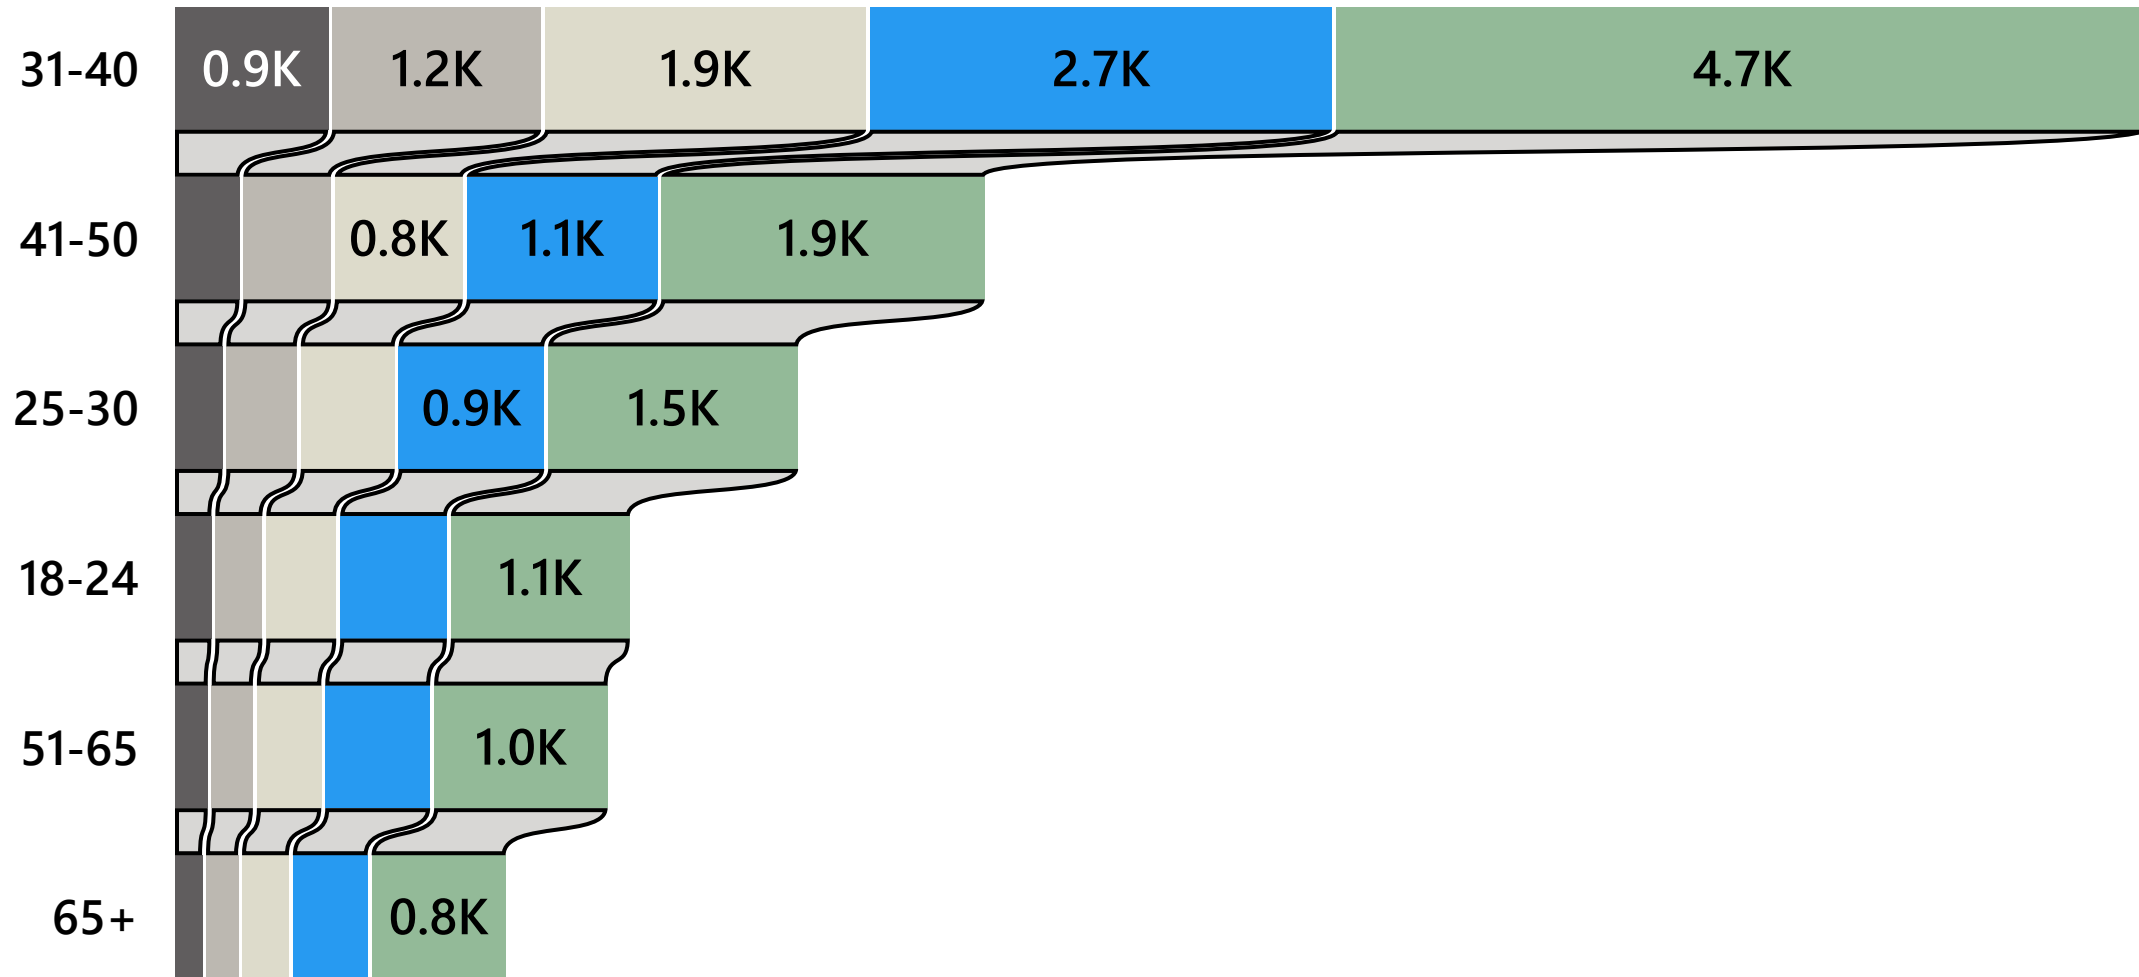 31-40 0.9K 1.2K 1.9K 2.7K 4.7K
41-50 0.8K 1.1K 1.9K
25-30 0.9K 1.5K
18-24 1.1K
51-65 1.0K
65+ 0.8K